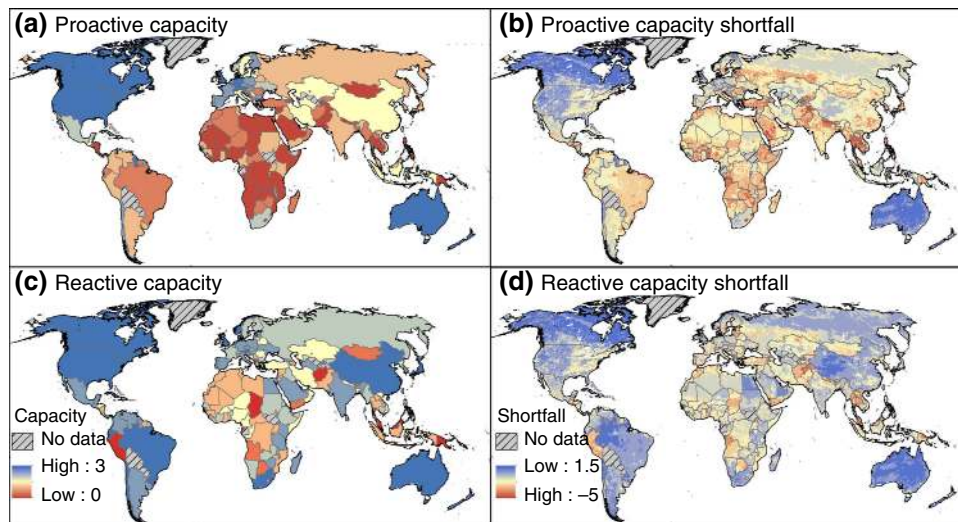 (a) Proactive capacity
(b) Proactive capacity shortfall
(c) Reactive capacity
(d) Reactive capacity shortfall
Capacity
No data
High : 3
Low : 0
Shortfall
No data
Low : 1.5
High : –5